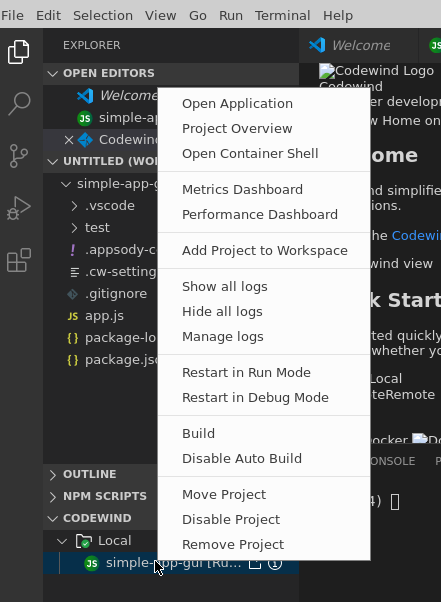 File Edit Selection View Go Run Terminal Help
EXPLORER
Welcome
JS
OPEN EDITORS
Welcome
JS simple-ap
Codewind
UNTITLED (WO
simple-app-g
.vscode
test
! .appsody-c
.cw-setting
.gitignore
JS app.js
{ } package-lo
{ } package.jso
OUTLINE
NPM SCRIPTS
CODEWIND
Local
JS simple-app-gui [Ru...
Open Application
Project Overview
Open Container Shell
Metrics Dashboard
Performance Dashboard
Add Project to Workspace
Show all logs
Hide all logs
Manage logs
Restart in Run Mode
Restart in Debug Mode
Build
Disable Auto Build
Move Project
Disable Project
Remove Project
Codewind Logo
Codewind
er develop
w Home on
ome
nd simplifie
ions.
he Codewi
wind view
k Start
ted quickly
whether yo
Local
teRemote
ocker
ONSOLE
4)